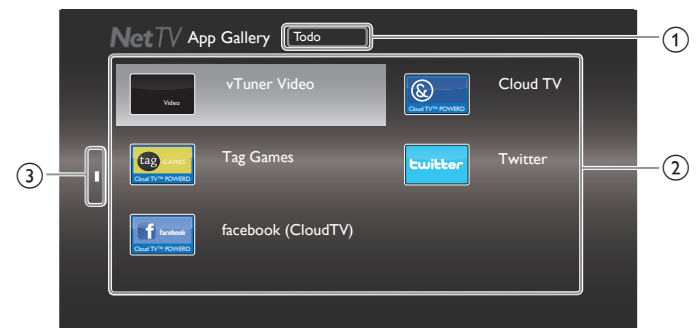 NetTV App Gallery Todo
1
Video
vTuner Video
&
Cloud TV™ POWERD
Cloud TV
tag GAMES
Cloud TV™ POWERD
Tag Games
twitter
Twitter
2
3
f facebook
Cloud TV™ POWERD
facebook (CloudTV)